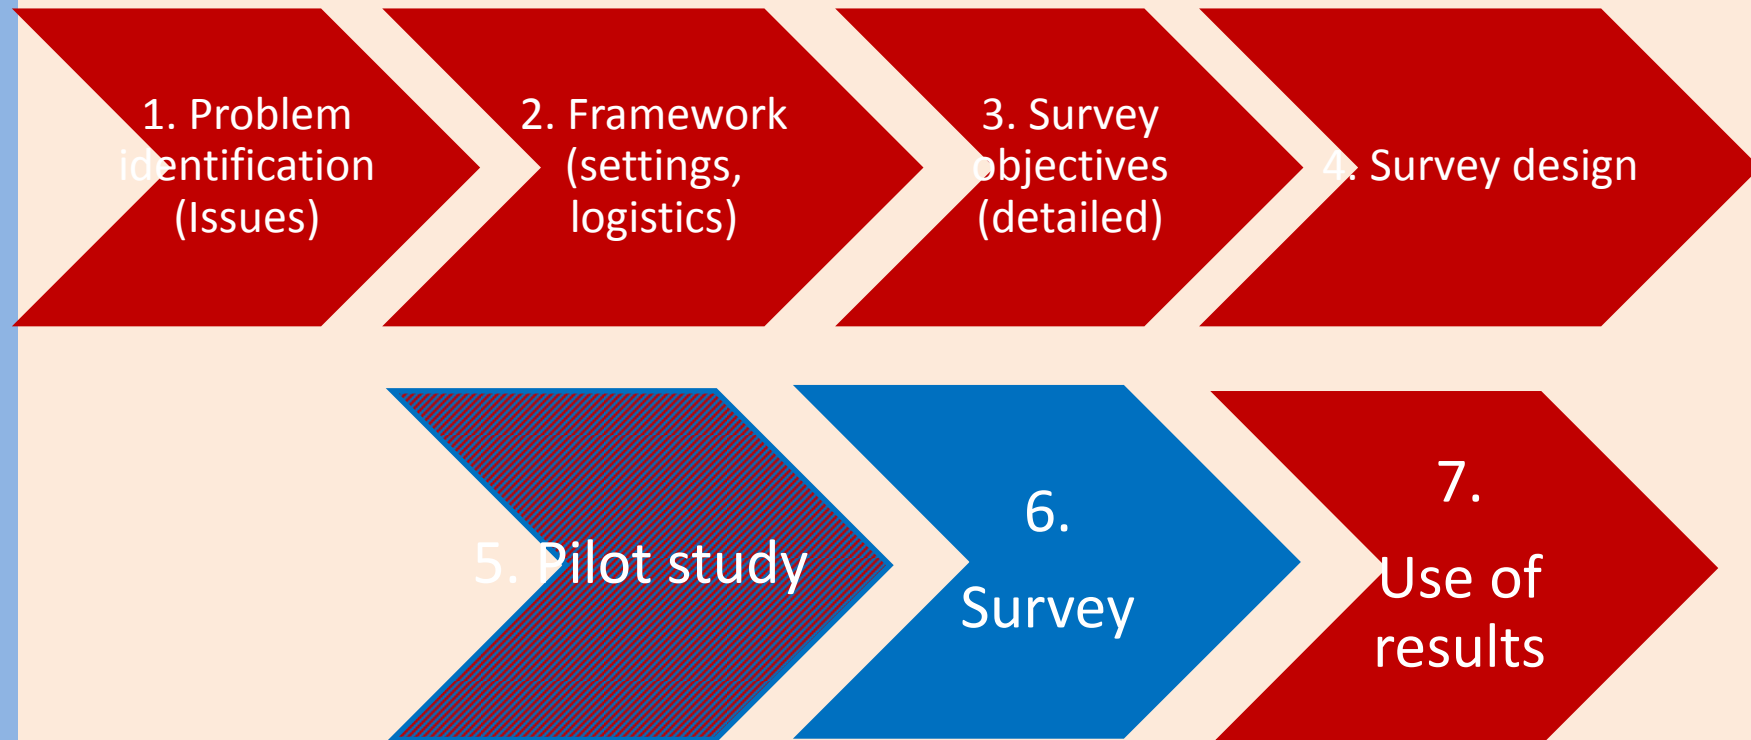 1. Problem
identification
(Issues)
2. Framework
(settings,
logistics)
3. Survey
objectives
(detailed)
4. Survey design
5. Pilot study
6.
Survey
7.
Use of
results